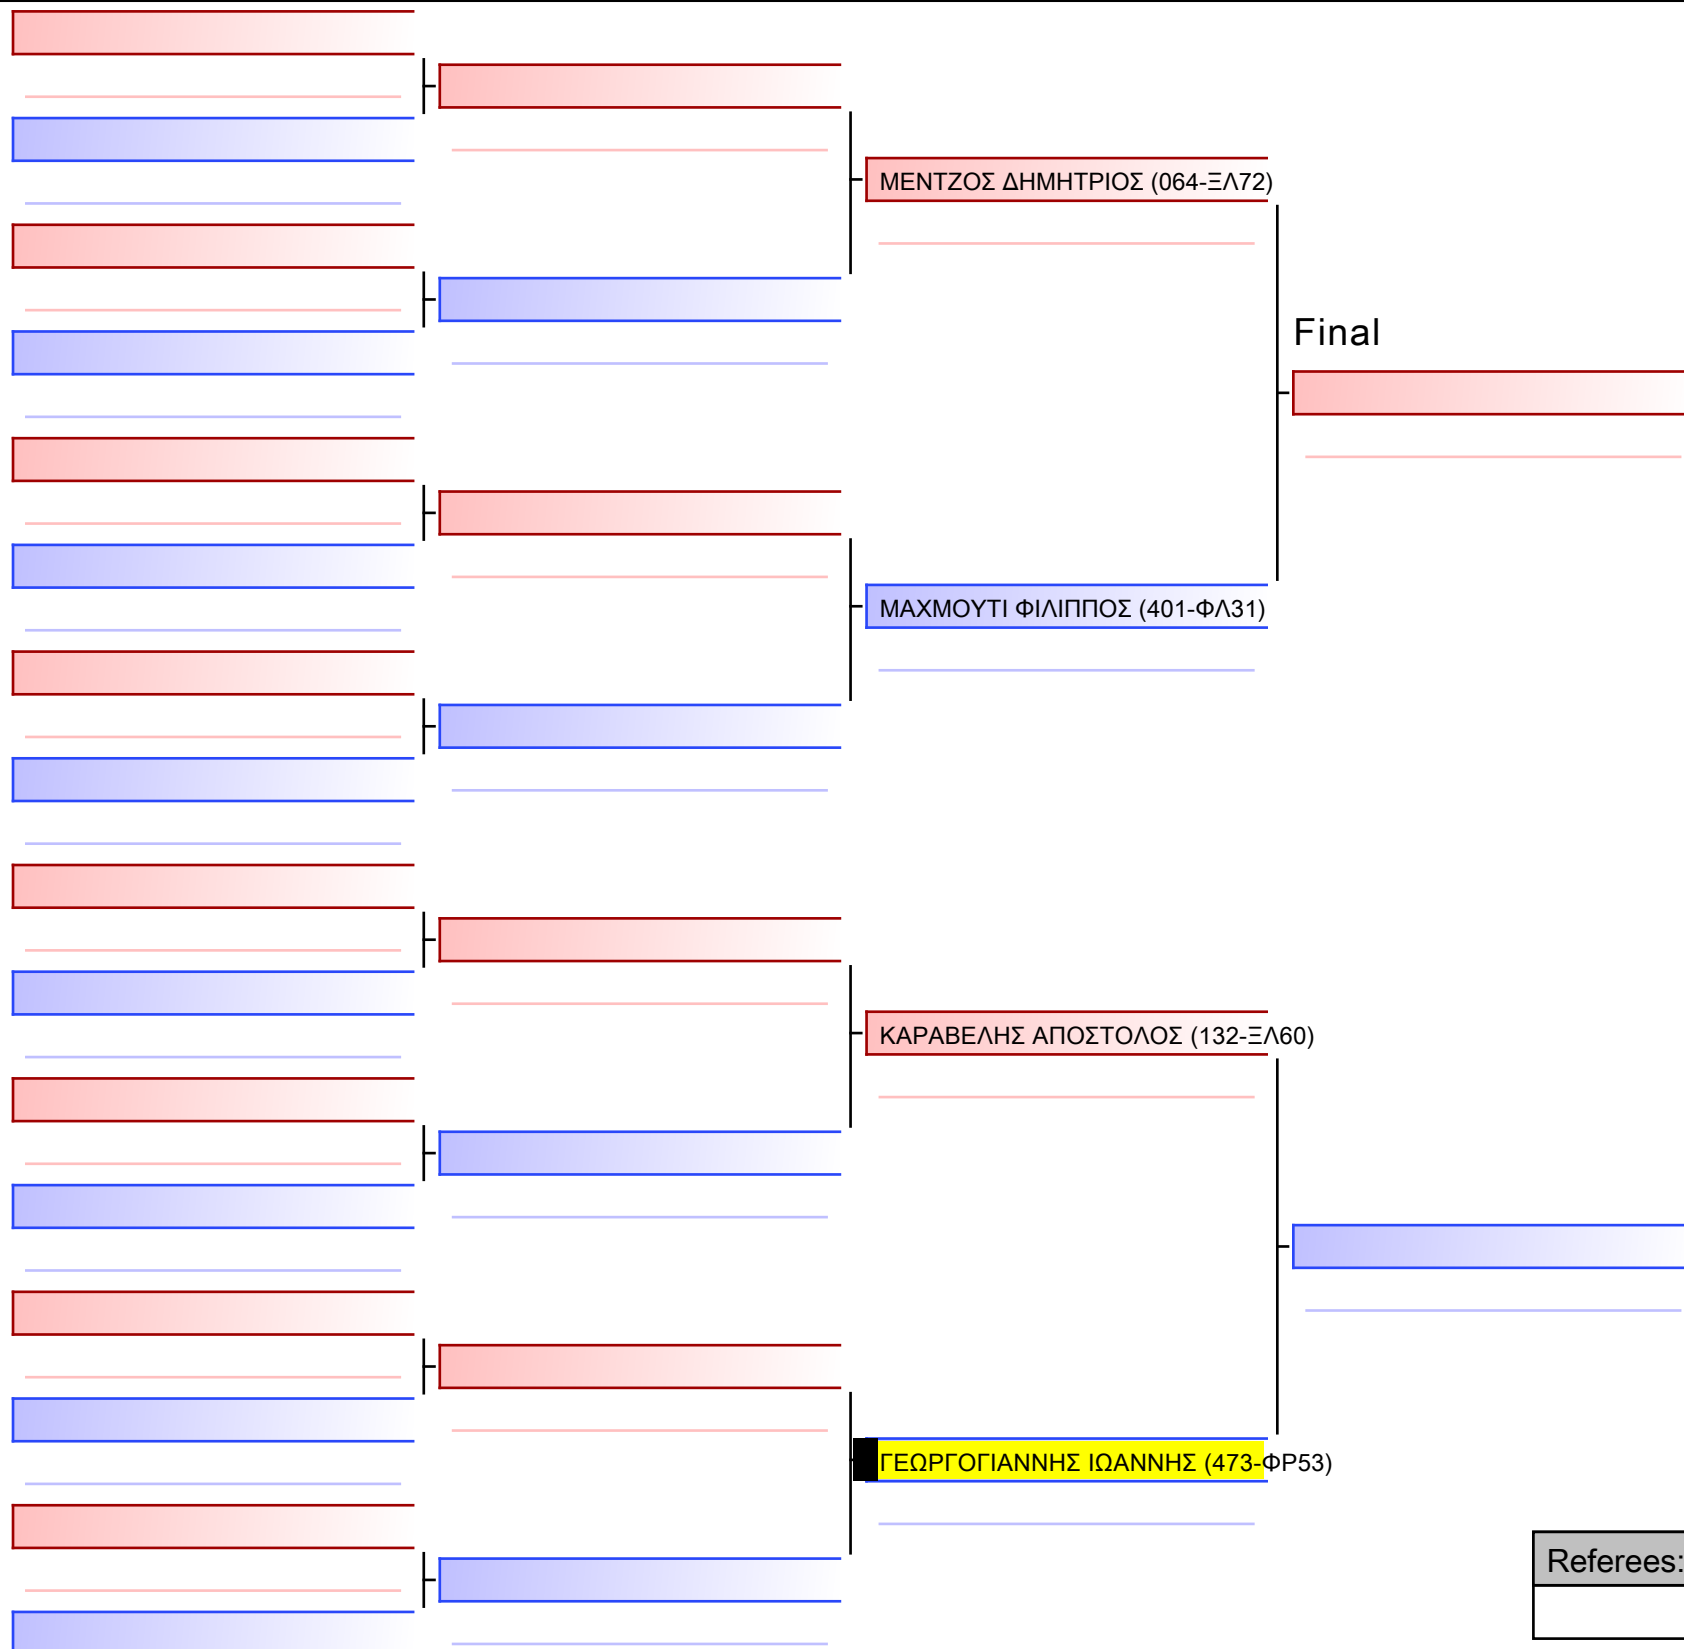 ΜΕΝΤΖΟΣ ΔΗΜΗΤΡΙΟΣ (064-ΞΛ72)
Final
ΜΑΧΜΟΥΤΙ ΦΙΛΙΠΠΟΣ (401-ΦΛ31)
ΚΑΡΑΒΕΛΗΣ ΑΠΟΣΤΟΛΟΣ (132-ΞΛ60)
ΓΕΩΡΓΟΓΙΑΝΝΗΣ ΙΩΑΝΝΗΣ (473-ΦΡ53)
Referees: